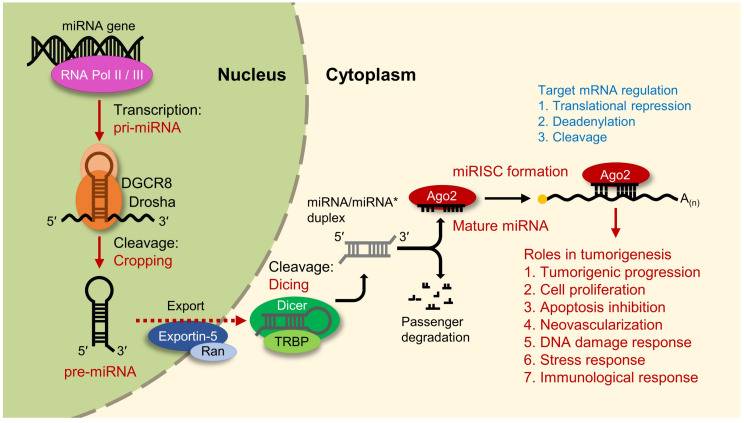 miRNA gene
RNA Pol II / III
Nucleus
Cytoplasm
Transcription:
pri-miRNA
DGCR8
Drosha
5′
3′
Cleavage:
Cropping
5′
3′
pre-miRNA
Export
Exportin-5
Ran
Cleavage:
Dicing
Dicer
TRBP
miRNA/miRNA*
duplex
5′
3′
Ago2
Mature miRNA
Passenger
degradation
miRISC formation
Target mRNA regulation
1. Translational repression
2. Deadenylation
3. Cleavage
Ago2
A(n)
Roles in tumorigenesis
1. Tumorigenic progression
2. Cell proliferation
3. Apoptosis inhibition
4. Neovascularization
5. DNA damage response
6. Stress response
7. Immunological response